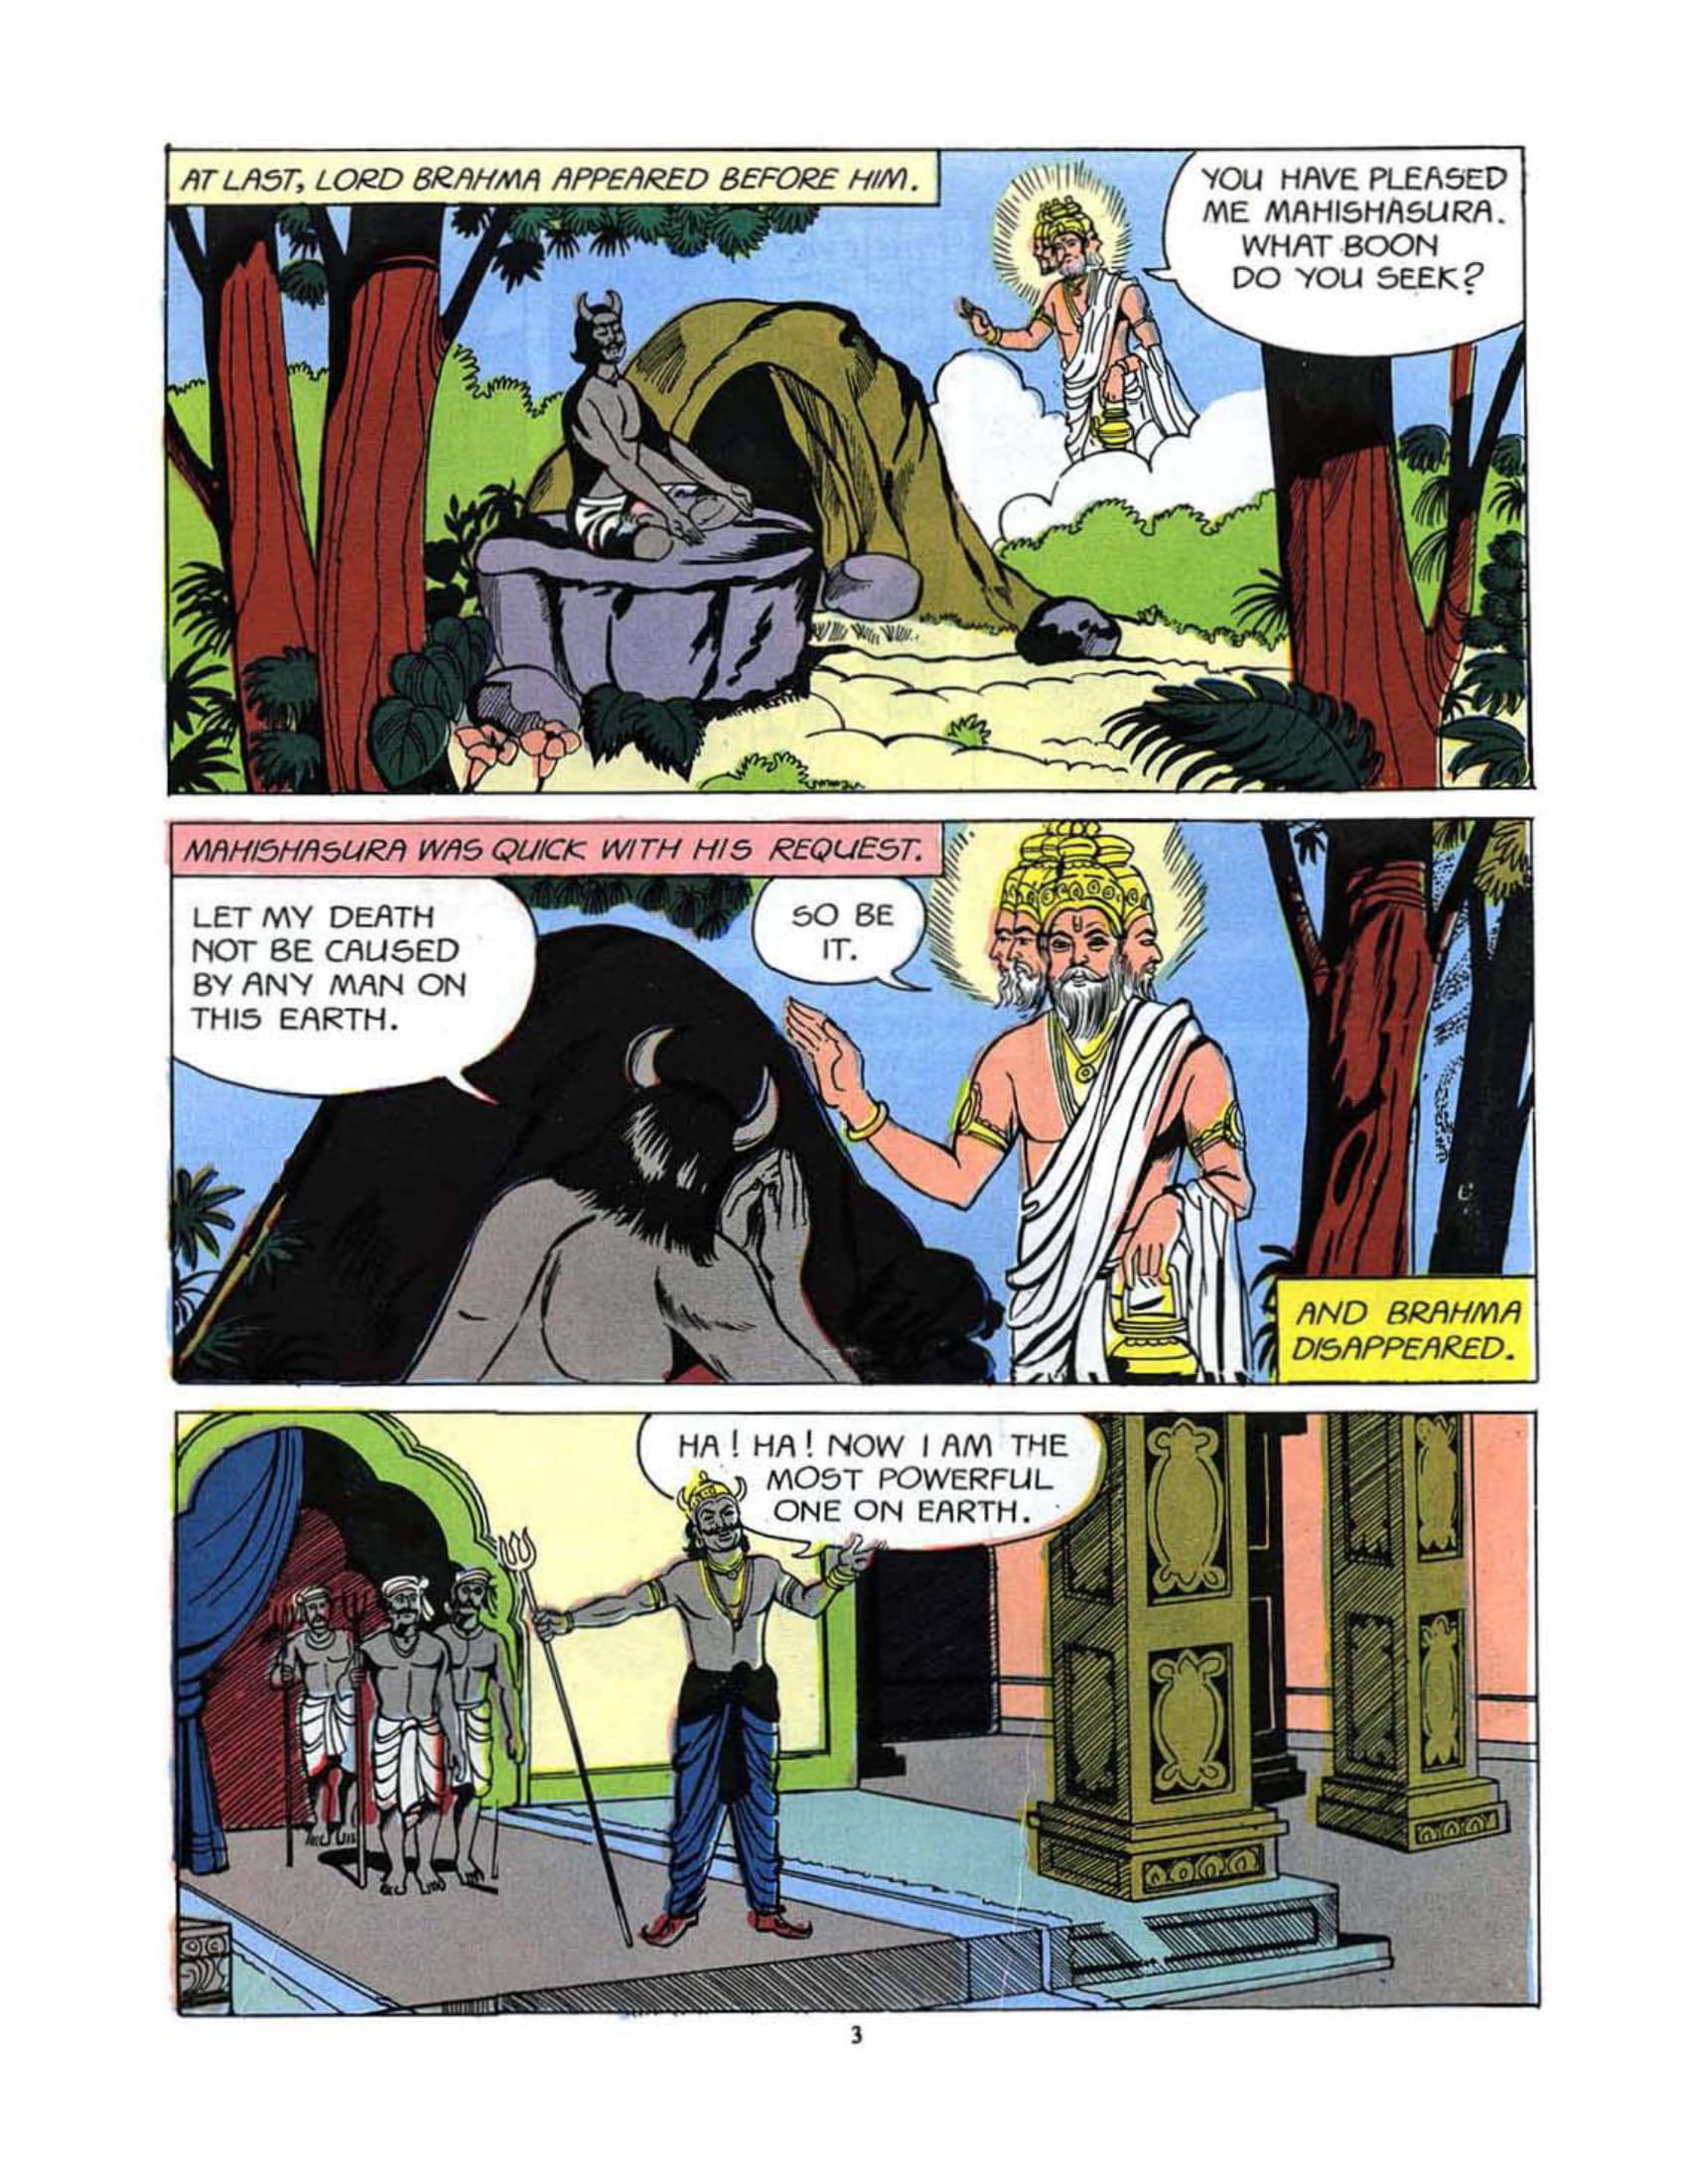 AT LAST, LORD BRAHMA APPEARED BEFORE HIM.
YOU HAVE PLEASED
ME MAHISHASURA.
WHAT BOON
DO YOU SEEK?
MAHISHASURA WAS QUICK WITH HIS REQUEST.
LET MY DEATH
NOT BE CAUSED
BY ANY MAN ON
THIS EARTH.
SO BE
IT.
AND BRAHMA
DISAPPEARED.
HA! HA! NOW I AM THE
MOST POWERFUL
ONE ON EARTH.
3